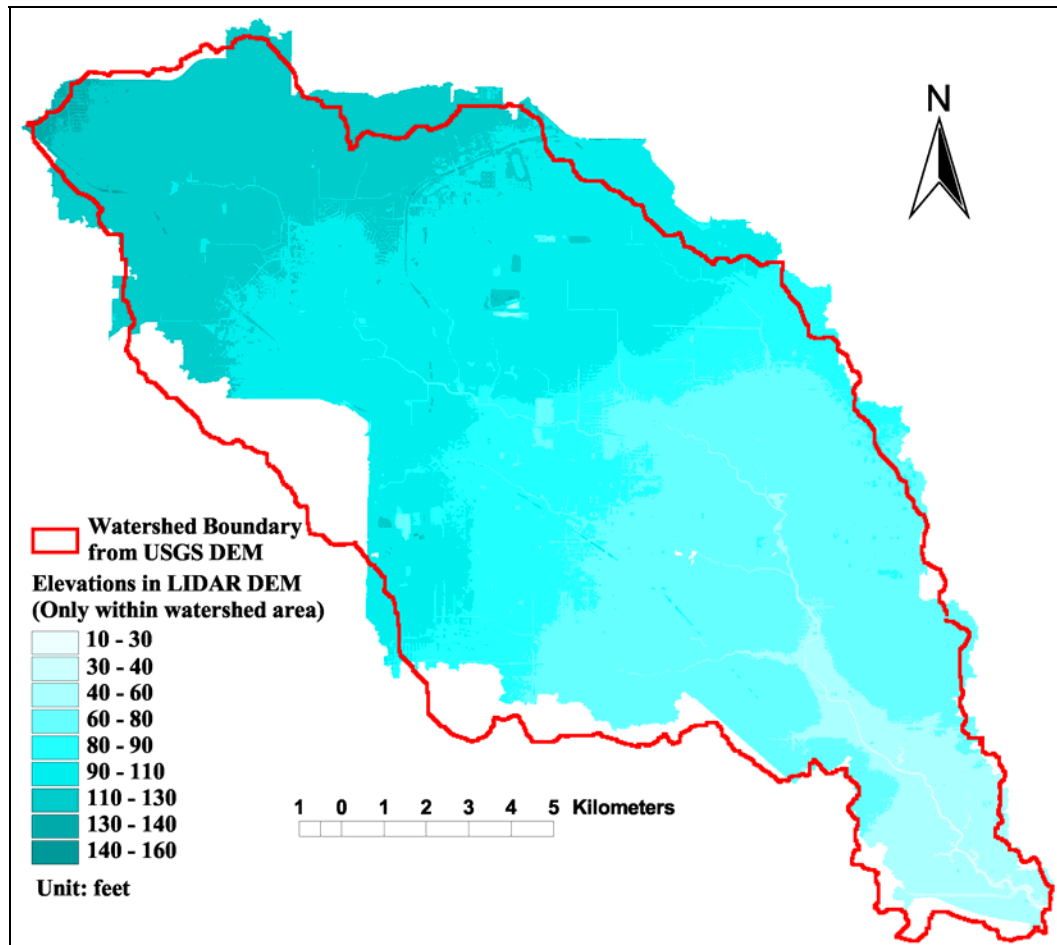 N
Watershed Boundary
from USGS DEM
Elevations in LIDAR DEM
(Only within watershed area)
10 - 30
30 - 40
40 - 60
60 - 80
80 - 90
90 - 110
110 - 130
130 - 140
140 - 160
Unit: feet
1 0 1 2 3 4 5 Kilometers